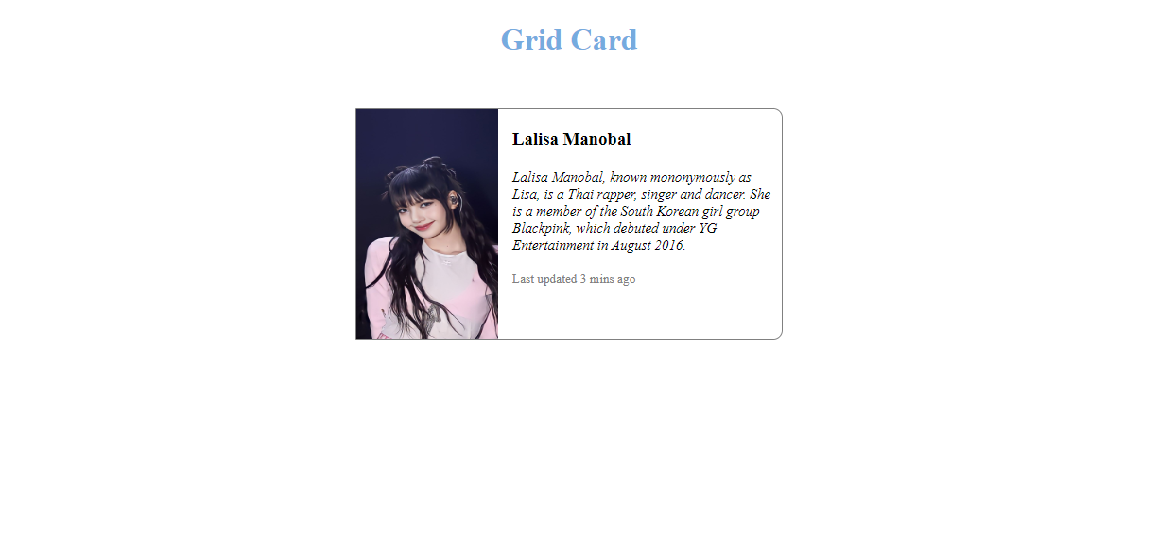 Grid Card
Lalisa Manobal
Lalisa Manobal, known mononymously as
Lisa, is a Thai rapper, singer and dancer. She
is a member of the South Korean girl group
Blackpink, which debuted under YG
Entertainment in August 2016.
Last updated 3 mins ago